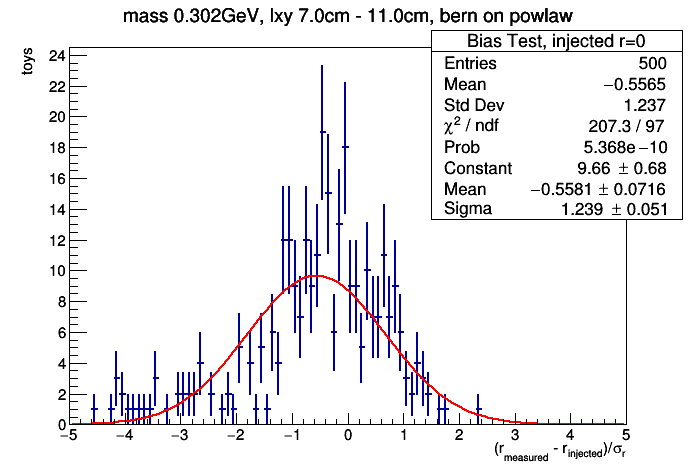 mass 0.302GeV, lxy 7.0cm - 11.0cm, bern on powlaw
Bias Test, injected r=0
Entries 500
Mean −0.5565
Std Dev 1.237
χ² / ndf 207.3 / 97
Prob 5.368e−10
Constant 9.66 ± 0.68
Mean −0.5581 ± 0.0716
Sigma 1.239 ± 0.051
toys
24
22
20
18
16
14
12
10
8
6
4
2
0
−5 −4 −3 −2 −1 0 1 2 3 4 5
(r_measured - r_injected)/σ_r